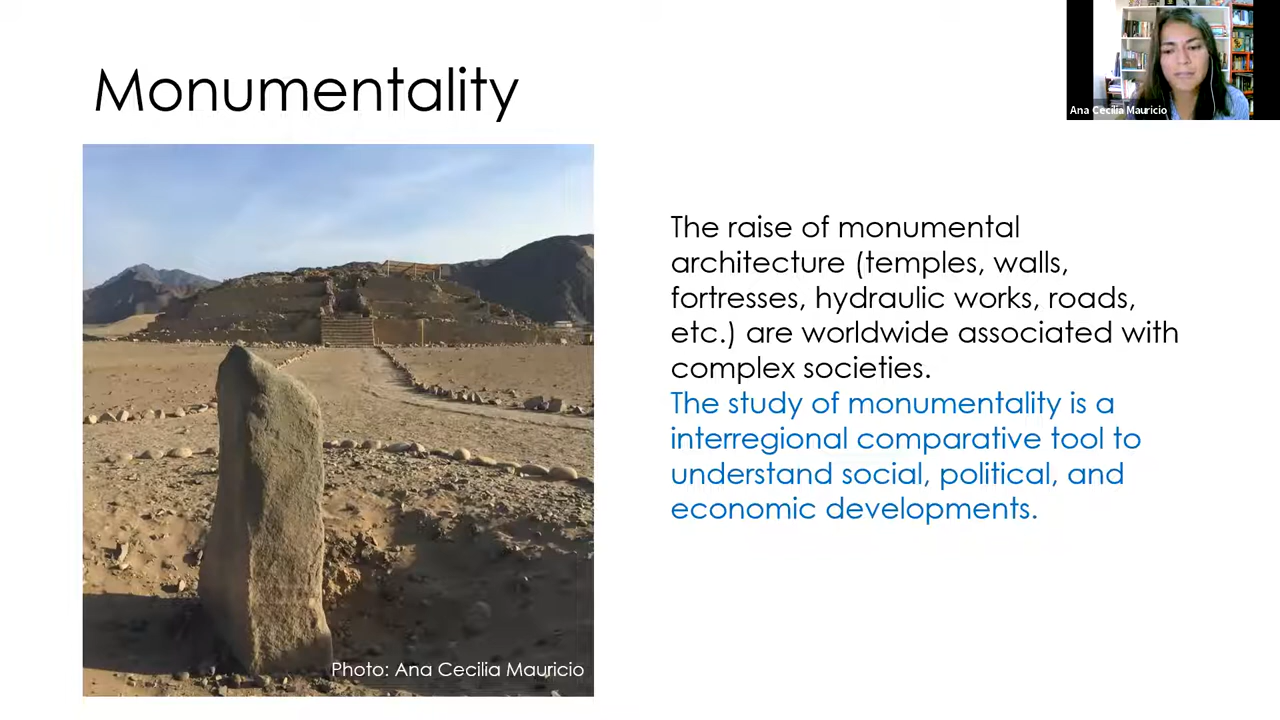 Monumentality
Ana Cecilia Mauricio
The raise of monumental
architecture (temples, walls,
fortresses, hydraulic works, roads,
etc.) are worldwide associated with
complex societies.
The study of monumentality is a
interregional comparative tool to
understand social, political, and
economic developments.
Photo: Ana Cecilia Mauricio